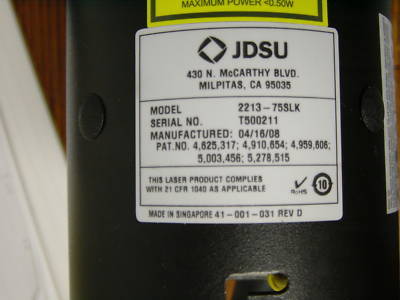 MAXIMUM POWER <0.50W
JDSU
430 N. McCARTHY BLVD.
MILPITAS, CA 95035
MODEL 2213-75SLK
SERIAL NO. T500211
MANUFACTURED: 04/16/08
PAT.NO. 4,625,317; 4,910,654; 4,959,606;
5,003,456; 5,278,515
THIS LASER PRODUCT COMPLIES
WITH 21 CFR 1040 AS APPLICABLE
RoHS
10
MADE IN SINGAPORE 41-001-031 REV D